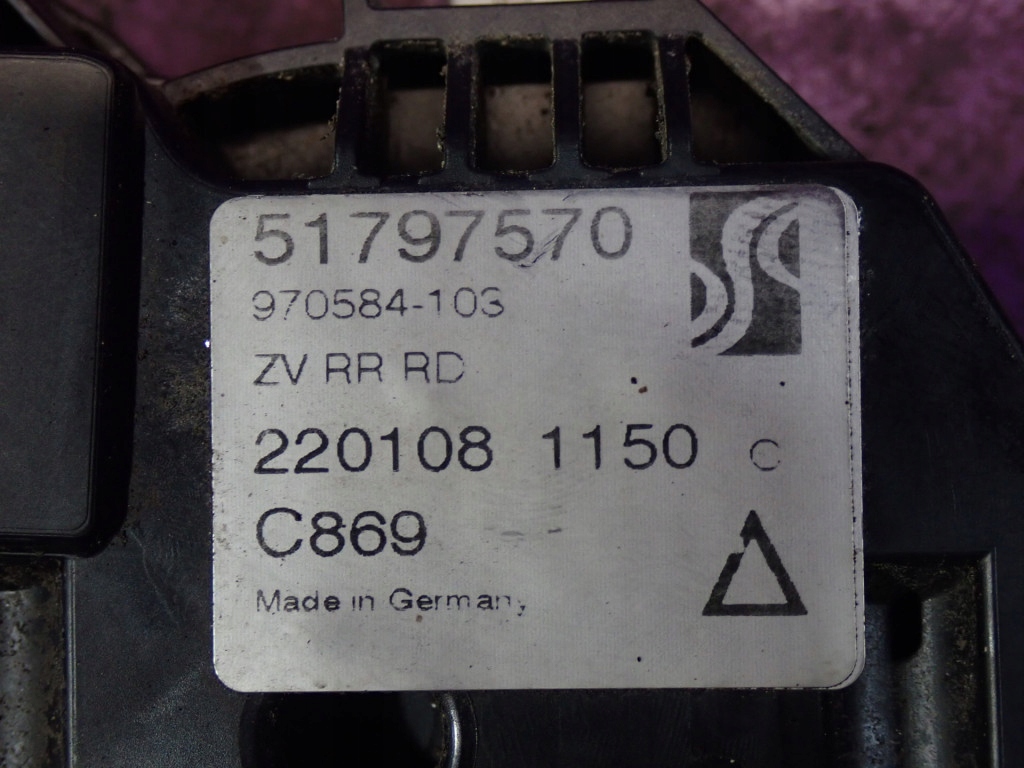 51797570
970584-103
ZV RR RD
220108 1150 C
C869
Made in Germany